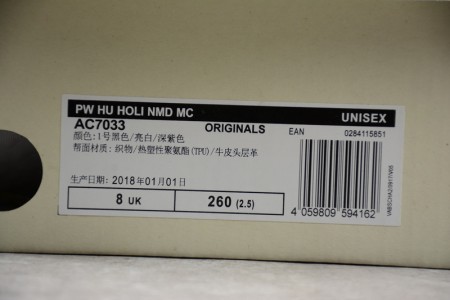 PW HU HOLI NMD MC
UNISEX
AC7033
ORIGINALS
EAN
0284115851
颜色:1号黑色/亮白/深紫色
帮面材质:织物/热塑性聚氨酯(TPU)/牛皮头层革
生产日期:2018年01月01日
8 UK
260 (2.5)
4 059809 594162